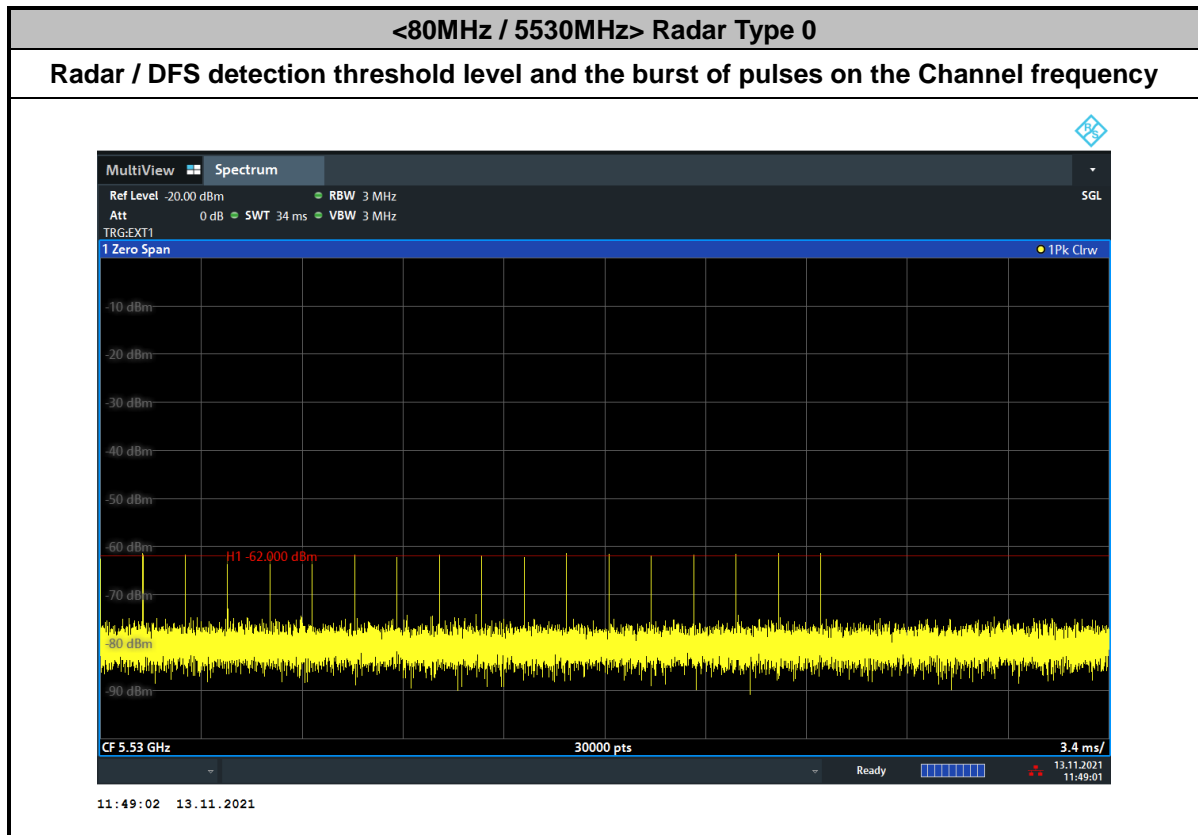 <80MHz / 5530MHz> Radar Type 0
Radar / DFS detection threshold level and the burst of pulses on the Channel frequency
R&S
MultiView Spectrum
Ref Level -20.00 dBm RBW 3 MHz SGL
Att 0 dB SWT 34 ms VBW 3 MHz
TRG:EXT1
1 Zero Span 1Pk Clrw
-10 dBm
-20 dBm
-30 dBm
-40 dBm
-50 dBm
-60 dBm
H1 -62.000 dBm
-70 dBm
-80 dBm
-90 dBm
CF 5.53 GHz 30000 pts 3.4 ms/
Ready 13.11.2021
11:49:01
11:49:02 13.11.2021